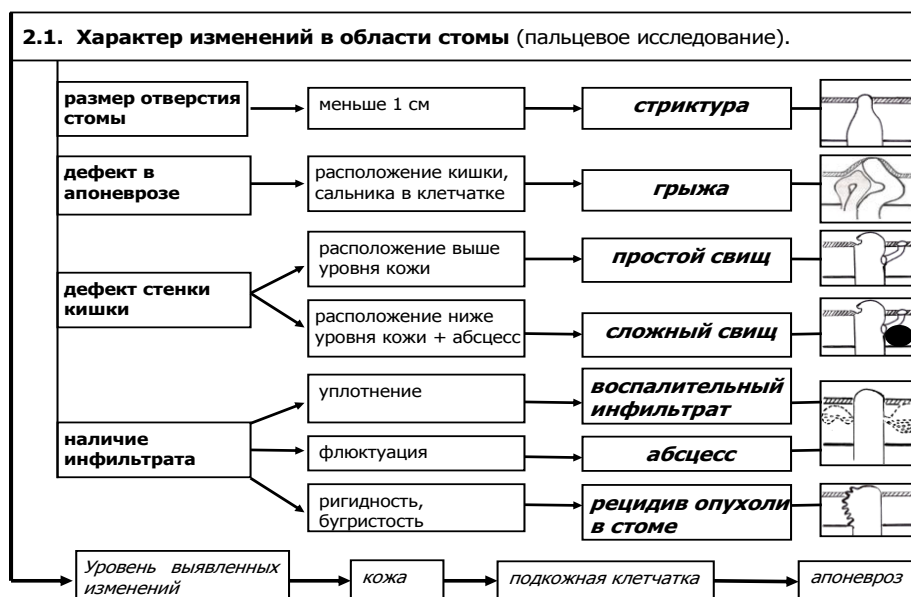 2.1. Характер изменений в области стомы (пальцевое исследование).
размер отверстия
стомы
меньше 1 см
стриктура
дефект в
апоневрозе
расположение кишки,
сальника в клетчатке
грыжа
дефект стенки
кишки
расположение выше
уровня кожи
простой свищ
расположение ниже
уровня кожи + абсцесс
сложный свищ
наличие
инфильтрата
уплотнение
воспалительный
инфильтрат
флюктуация
абсцесс
ригидность,
бугристость
рецидив опухоли
в стоме
Уровень выявленных
изменений
кожа
подкожная клетчатка
апоневроз